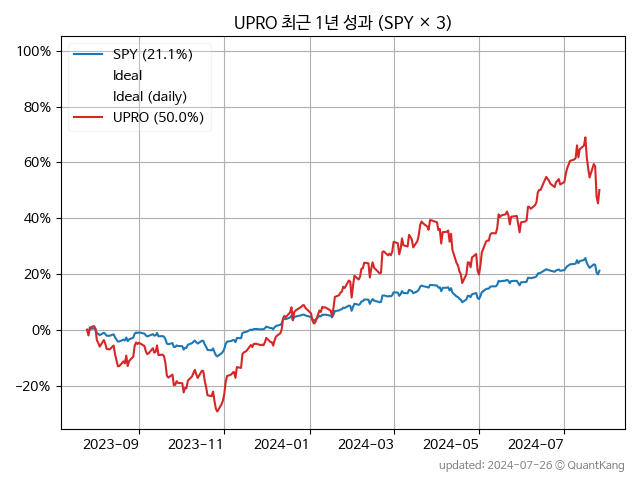 UPRO 최근 1년 성과 (SPY × 3)
100%
80%
60%
40%
20%
0%
−20%
SPY (21.1%)
Ideal
Ideal (daily)
UPRO (50.0%)
2023−09
2023−11
2024−01
2024−03
2024−05
2024−07
updated: 2024-07-26 © QuantKang